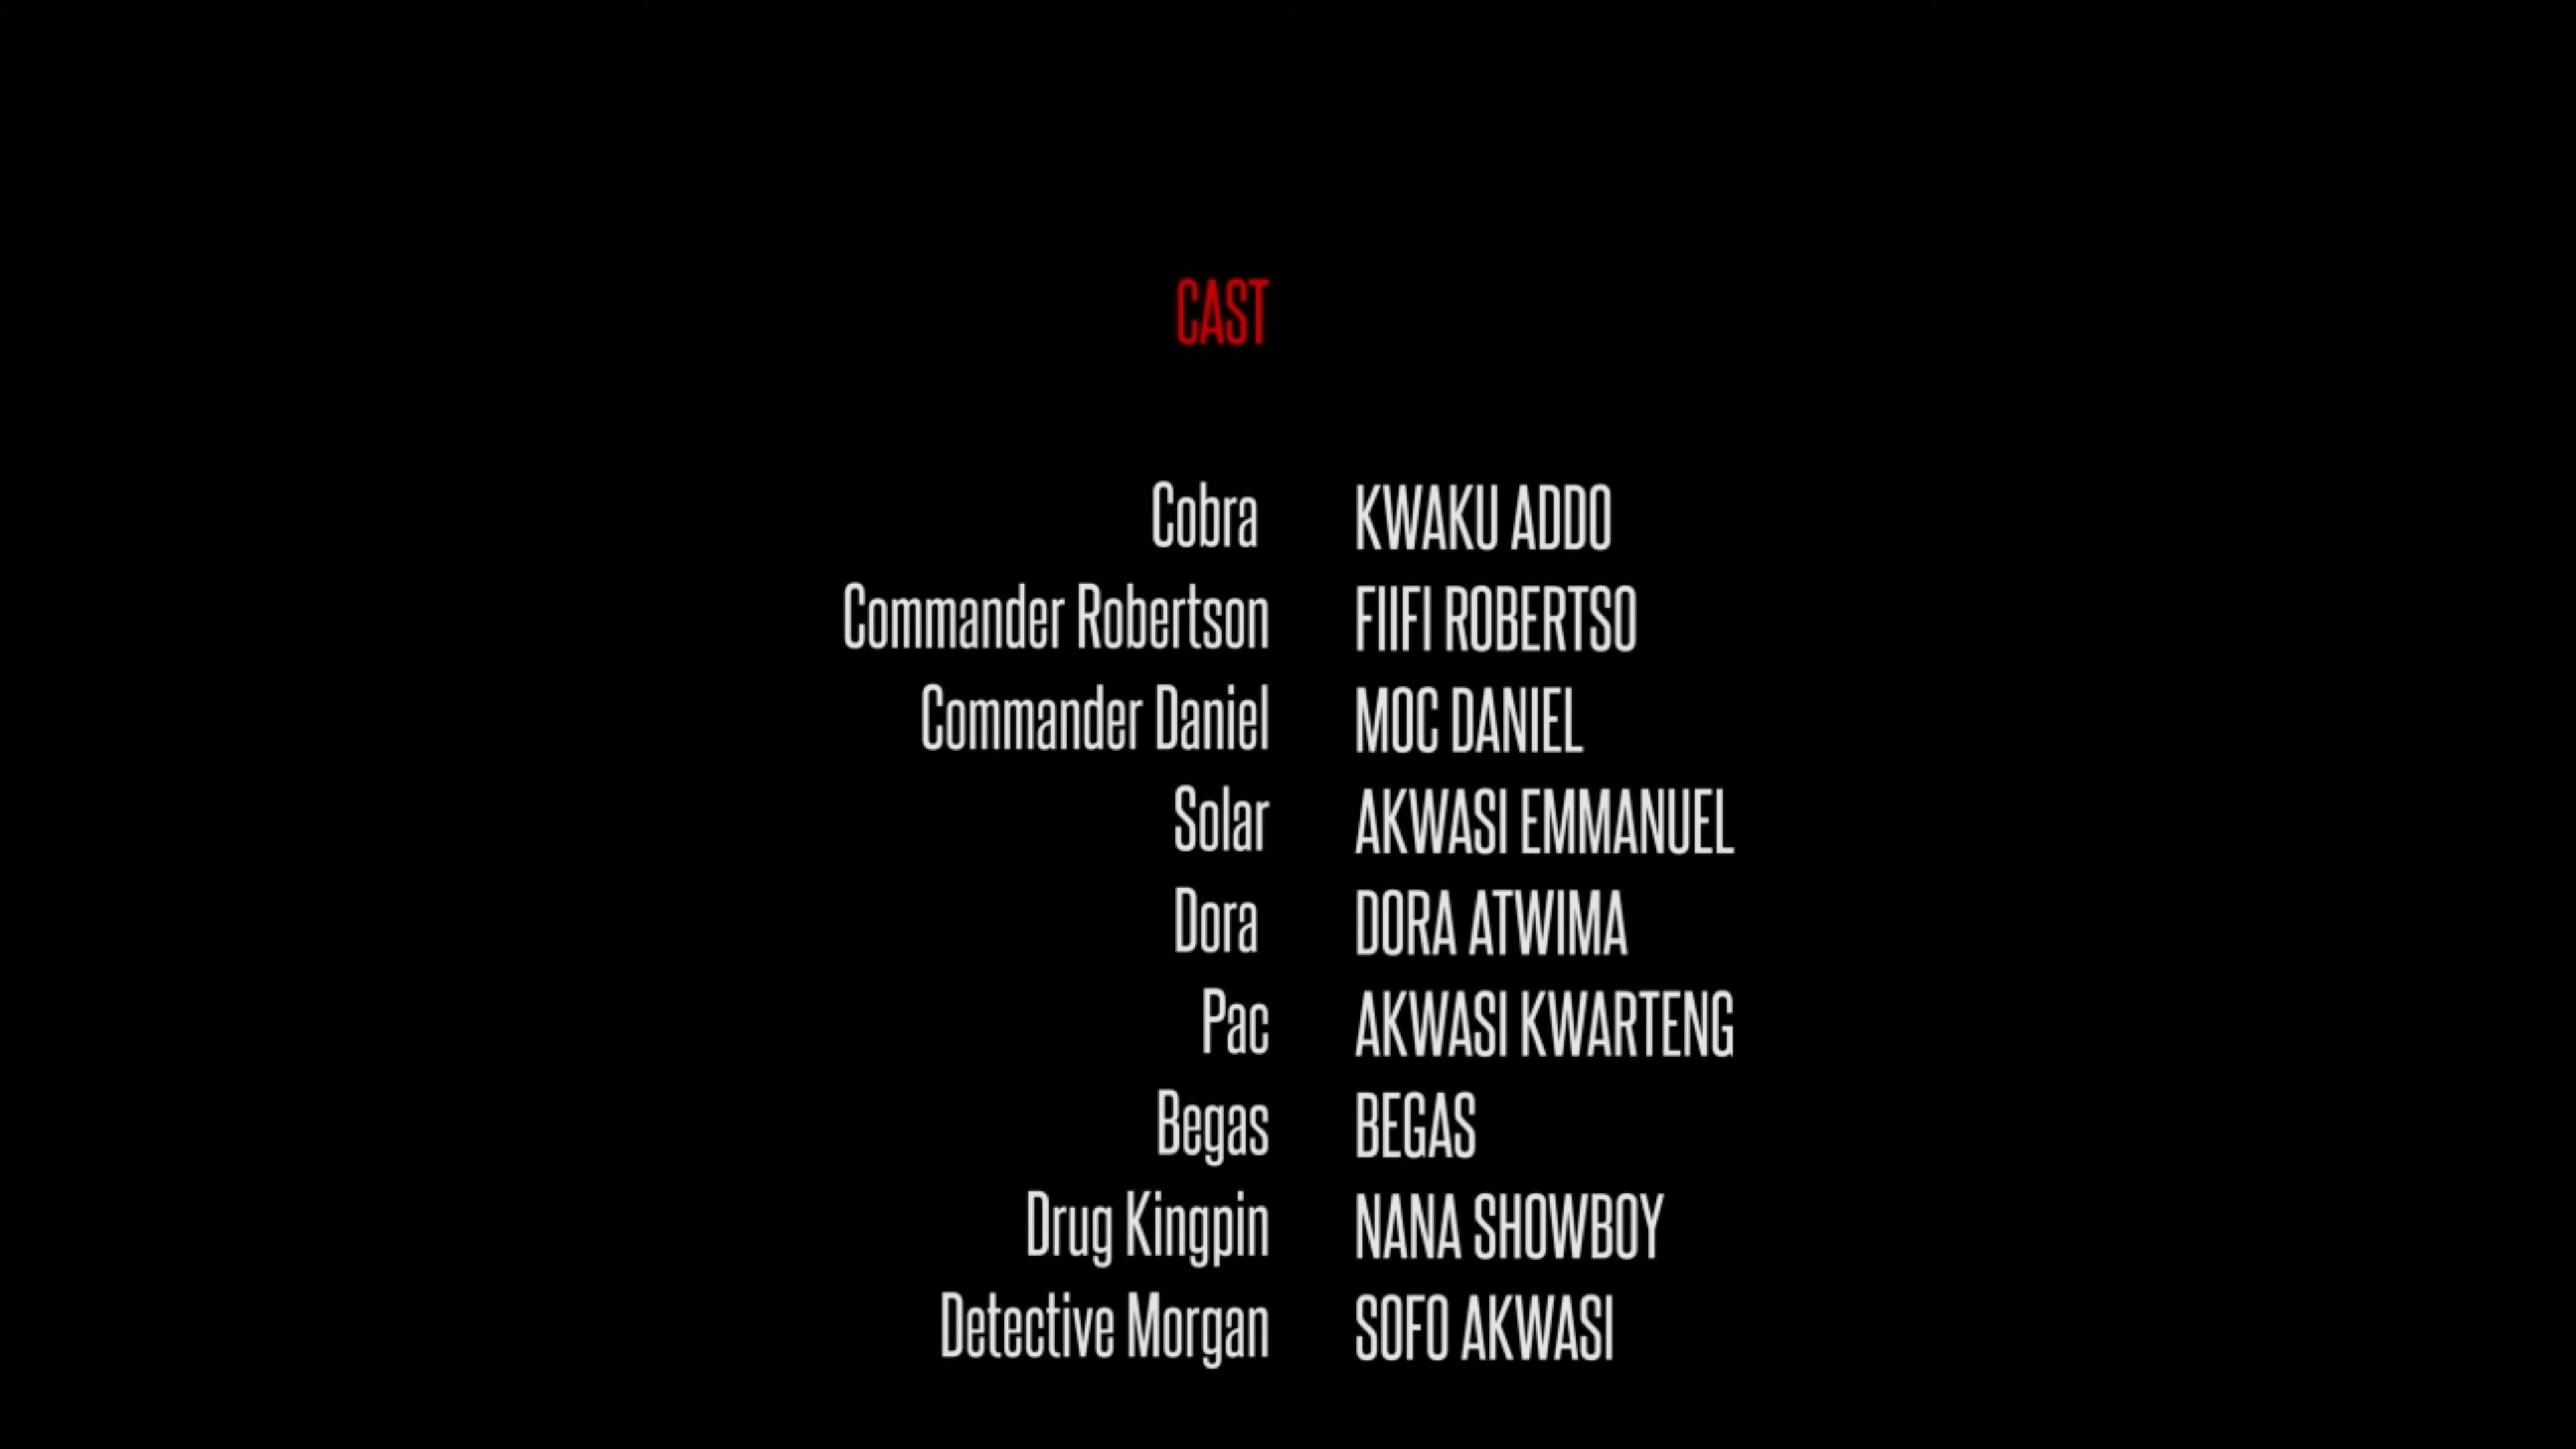 CAST
Cobra KWAKU ADDO
Commander Robertson FIIFI ROBERTSO
Commander Daniel MOC DANIEL
Solar AKWASI EMMANUEL
Dora DORA ATWIMA
Pac AKWASI KWARTENG
Begas BEGAS
Drug Kingpin NANA SHOWBOY
Detective Morgan SOFO AKWASI